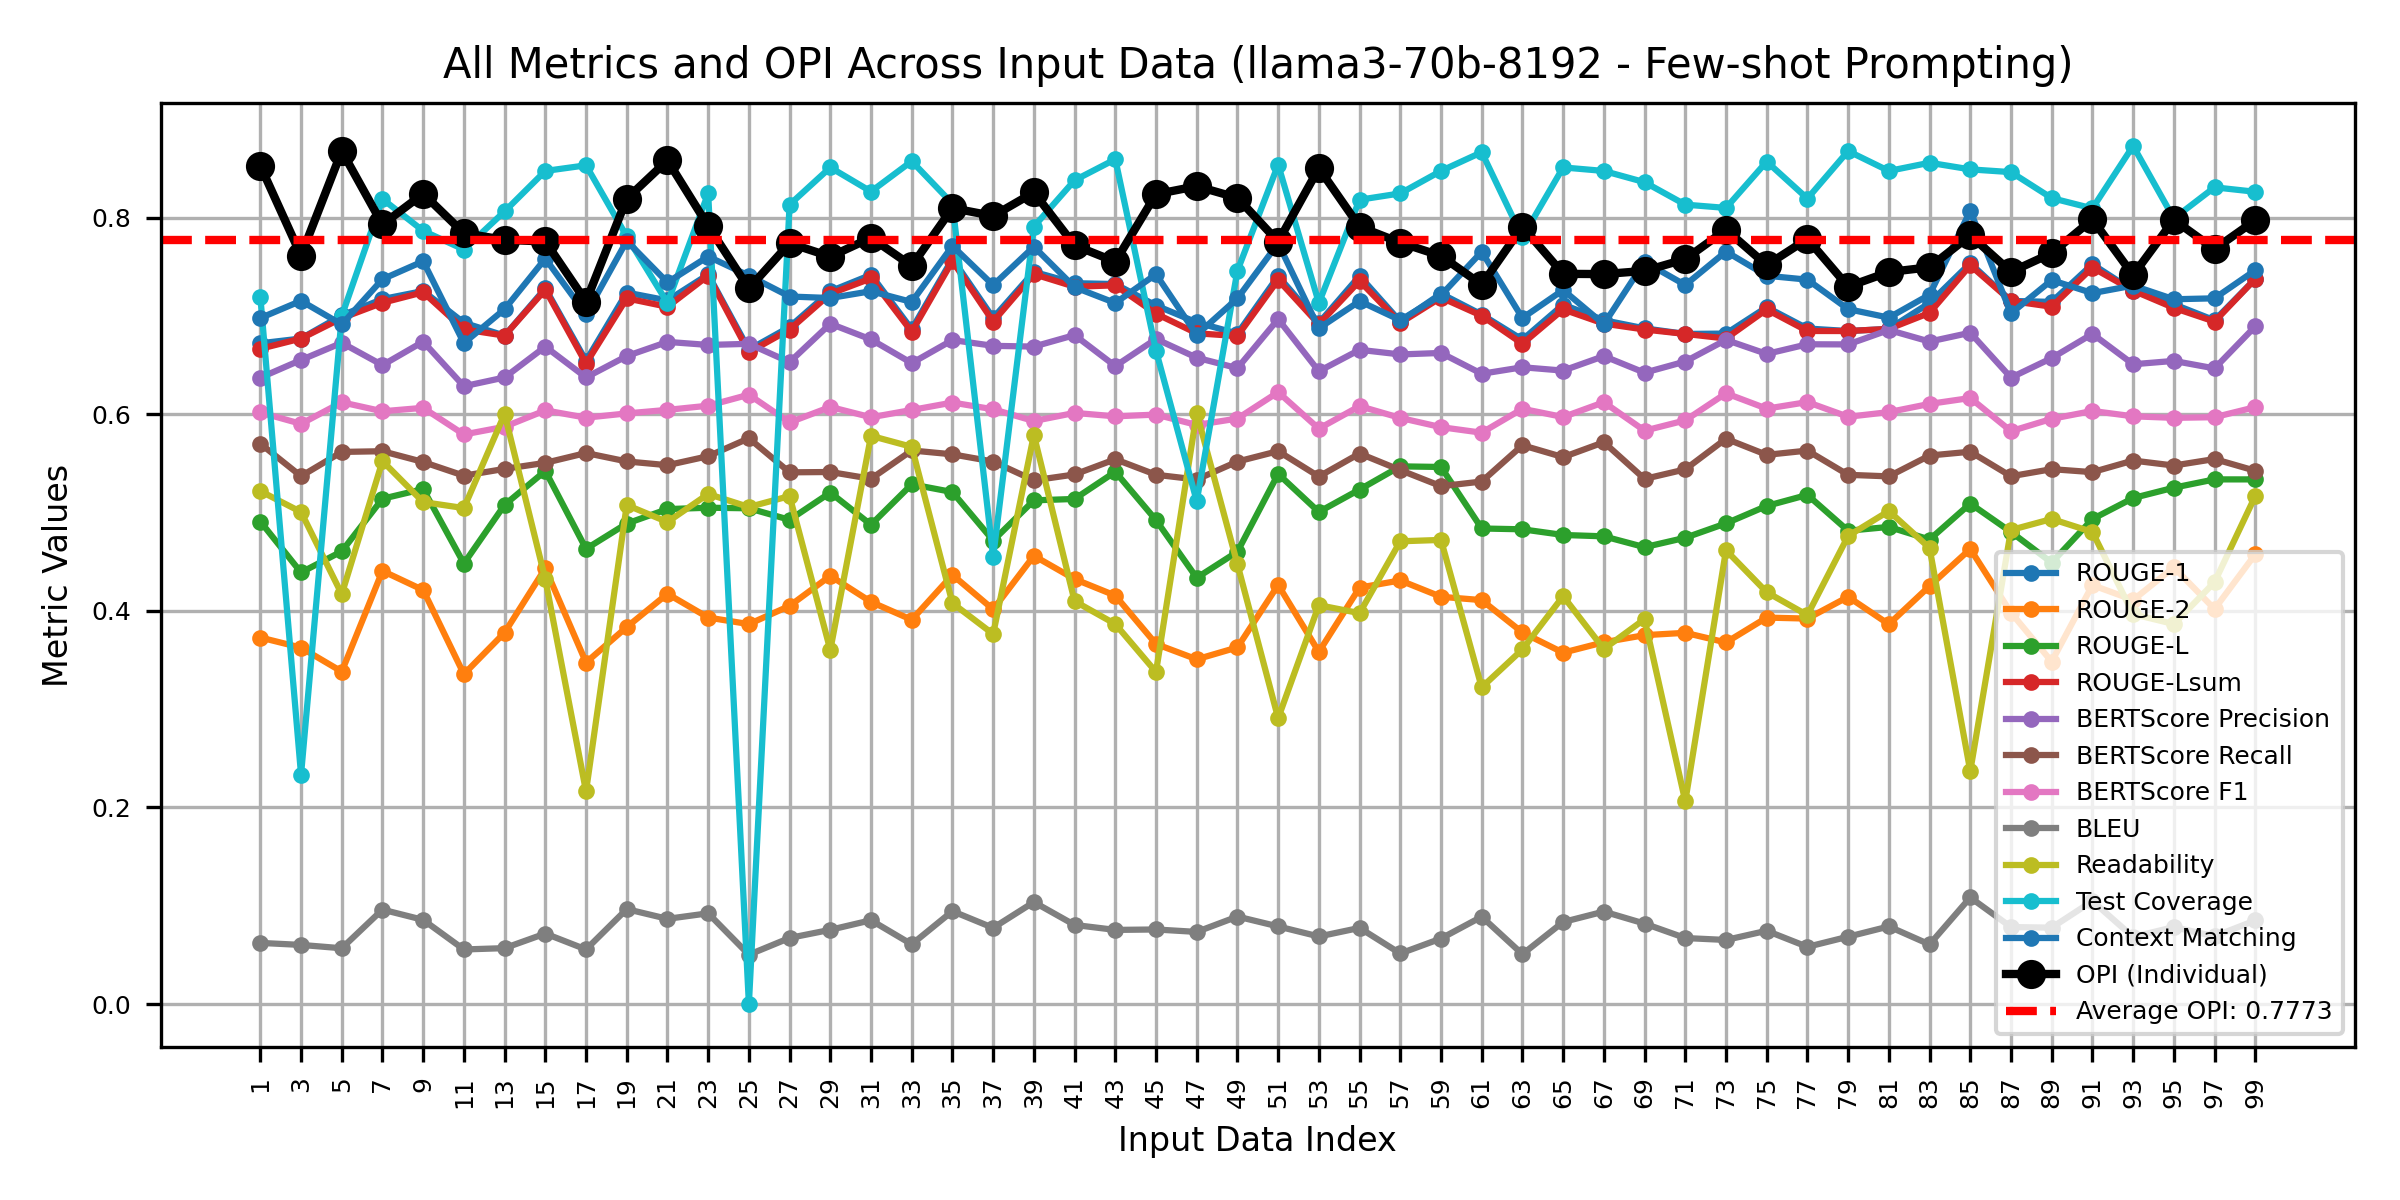 All Metrics and OPI Across Input Data (llama3-70b-8192 - Few-shot Prompting)
Metric Values
0.8
0.6
0.4
0.2
0.0
ROUGE-1
ROUGE-2
ROUGE-L
ROUGE-Lsum
BERTScore Precision
BERTScore Recall
BERTScore F1
BLEU
Readability
Test Coverage
Context Matching
OPI (Individual)
Average OPI: 0.7773
1 3 5 7 9 11 13 15 17 19 21 23 25 27 29 31 33 35 37 39 41 43 45 47 49 51 53 55 57 59 61 63 65 67 69 71 73 75 77 79 81 83 85 87 89 91 93 95 97 99
Input Data Index